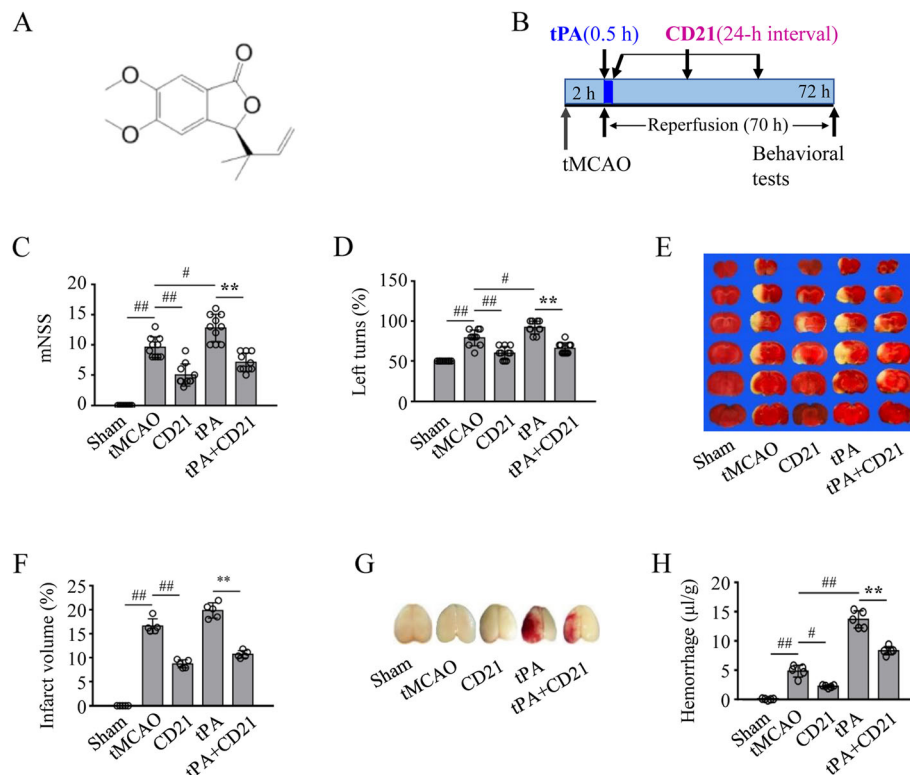 A
O
O
O
O
B
tPA(0.5 h) CD21(24-h interval)
2 h
72 h
Reperfusion (70 h)
tMCAO
Behavioral
tests
C
mNSS
20
15
10
5
0
#
## ## **
Sham
tMCAO
CD21
tPA
tPA+CD21
D
Left turns (%)
150
100
50
0
#
## ## **
Sham
tMCAO
CD21
tPA
tPA+CD21
E
Sham
tMCAO
CD21
tPA
tPA+CD21
F
Infarct volume (%)
25
20
15
10
5
0
## ## **
Sham
tMCAO
CD21
tPA
tPA+CD21
G
Sham
tMCAO
CD21
tPA
tPA+CD21
H
Hemorrhage (μl/g)
20
15
10
5
0
##
## # **
Sham
tMCAO
CD21
tPA
tPA+CD21